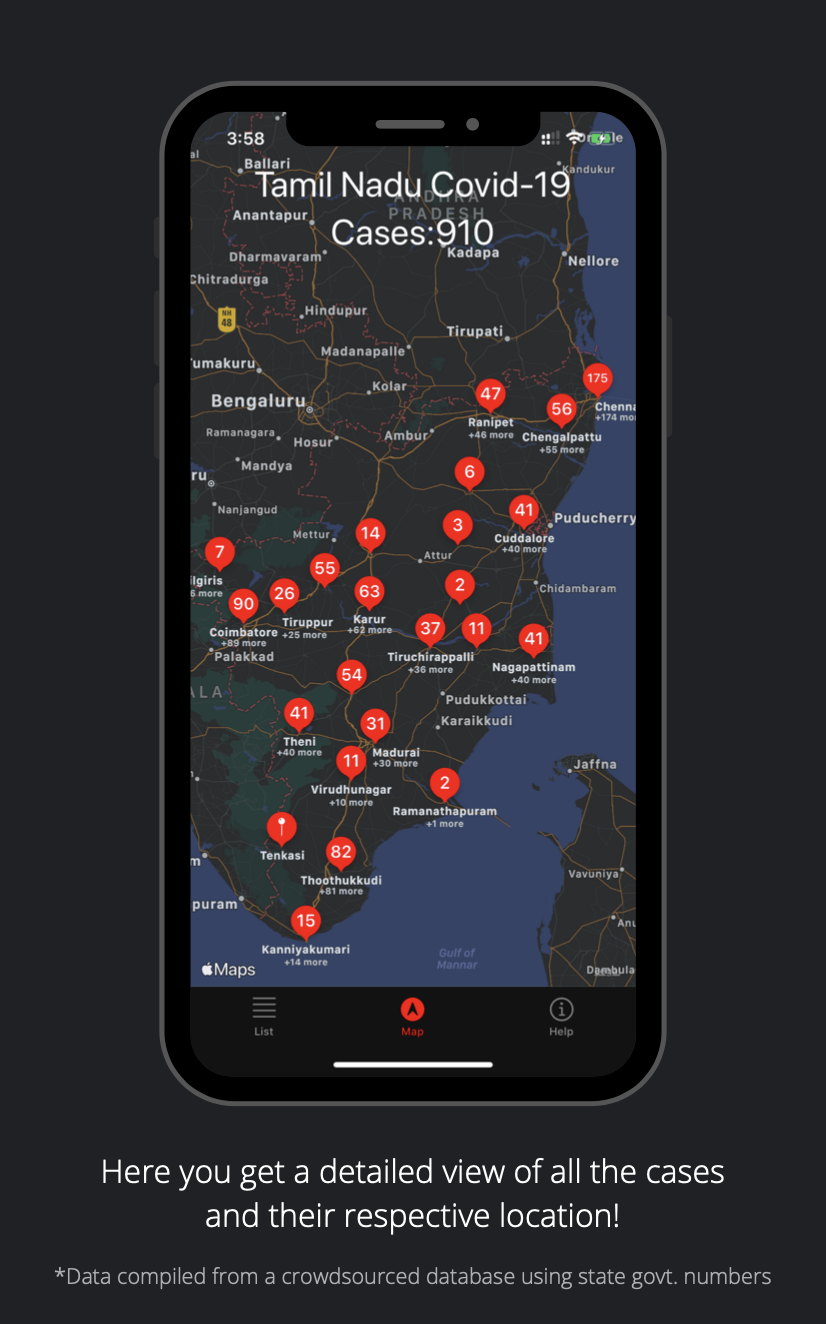 3:58
Ballari
Kandukur
Tamil Nadu Covid-19
ANDHRA
PRADESH
Anantapur
Cases:910
Kadapa
Dharmavaram
Nellore
Chitradurga
Hindupur
NH
48
Tirupati
Madanapalle
umakuru
175
Kolar
47
Bengaluru
56
Chenna
+174 mo
Ranipet
+46 more
Ramanagara
Hosur
Ambur
Chengalpattu
+55 more
Mandya
6
ru
Nanjangud
41
Puducherry
14
3
Mettur
Cuddalore
+40 more
7
Attur
55
lgiris
6 more
2
Chidambaram
63
26
90
Tiruppur
+25 more
Karur
+62 more
37
11
Coimbatore
+89 more
41
Palakkad
Tiruchirappalli
+36 more
Nagapattinam
+40 more
54
ALA
Pudukkottai
41
Karaikkudi
31
Theni
+40 more
Madurai
+30 more
11
Jaffna
Virudhunagar
+10 more
2
Ramanathapuram
+1 more
Tenkasi
82
m
Thoothukkudi
+81 more
Vavuniya
puram
15
Anu
Kanniyakumari
+14 more
Gulf of
Mannar
Maps
Dambula
List
Map
Help
Here you get a detailed view of all the cases
and their respective location!
*Data compiled from a crowdsourced database using state govt. numbers